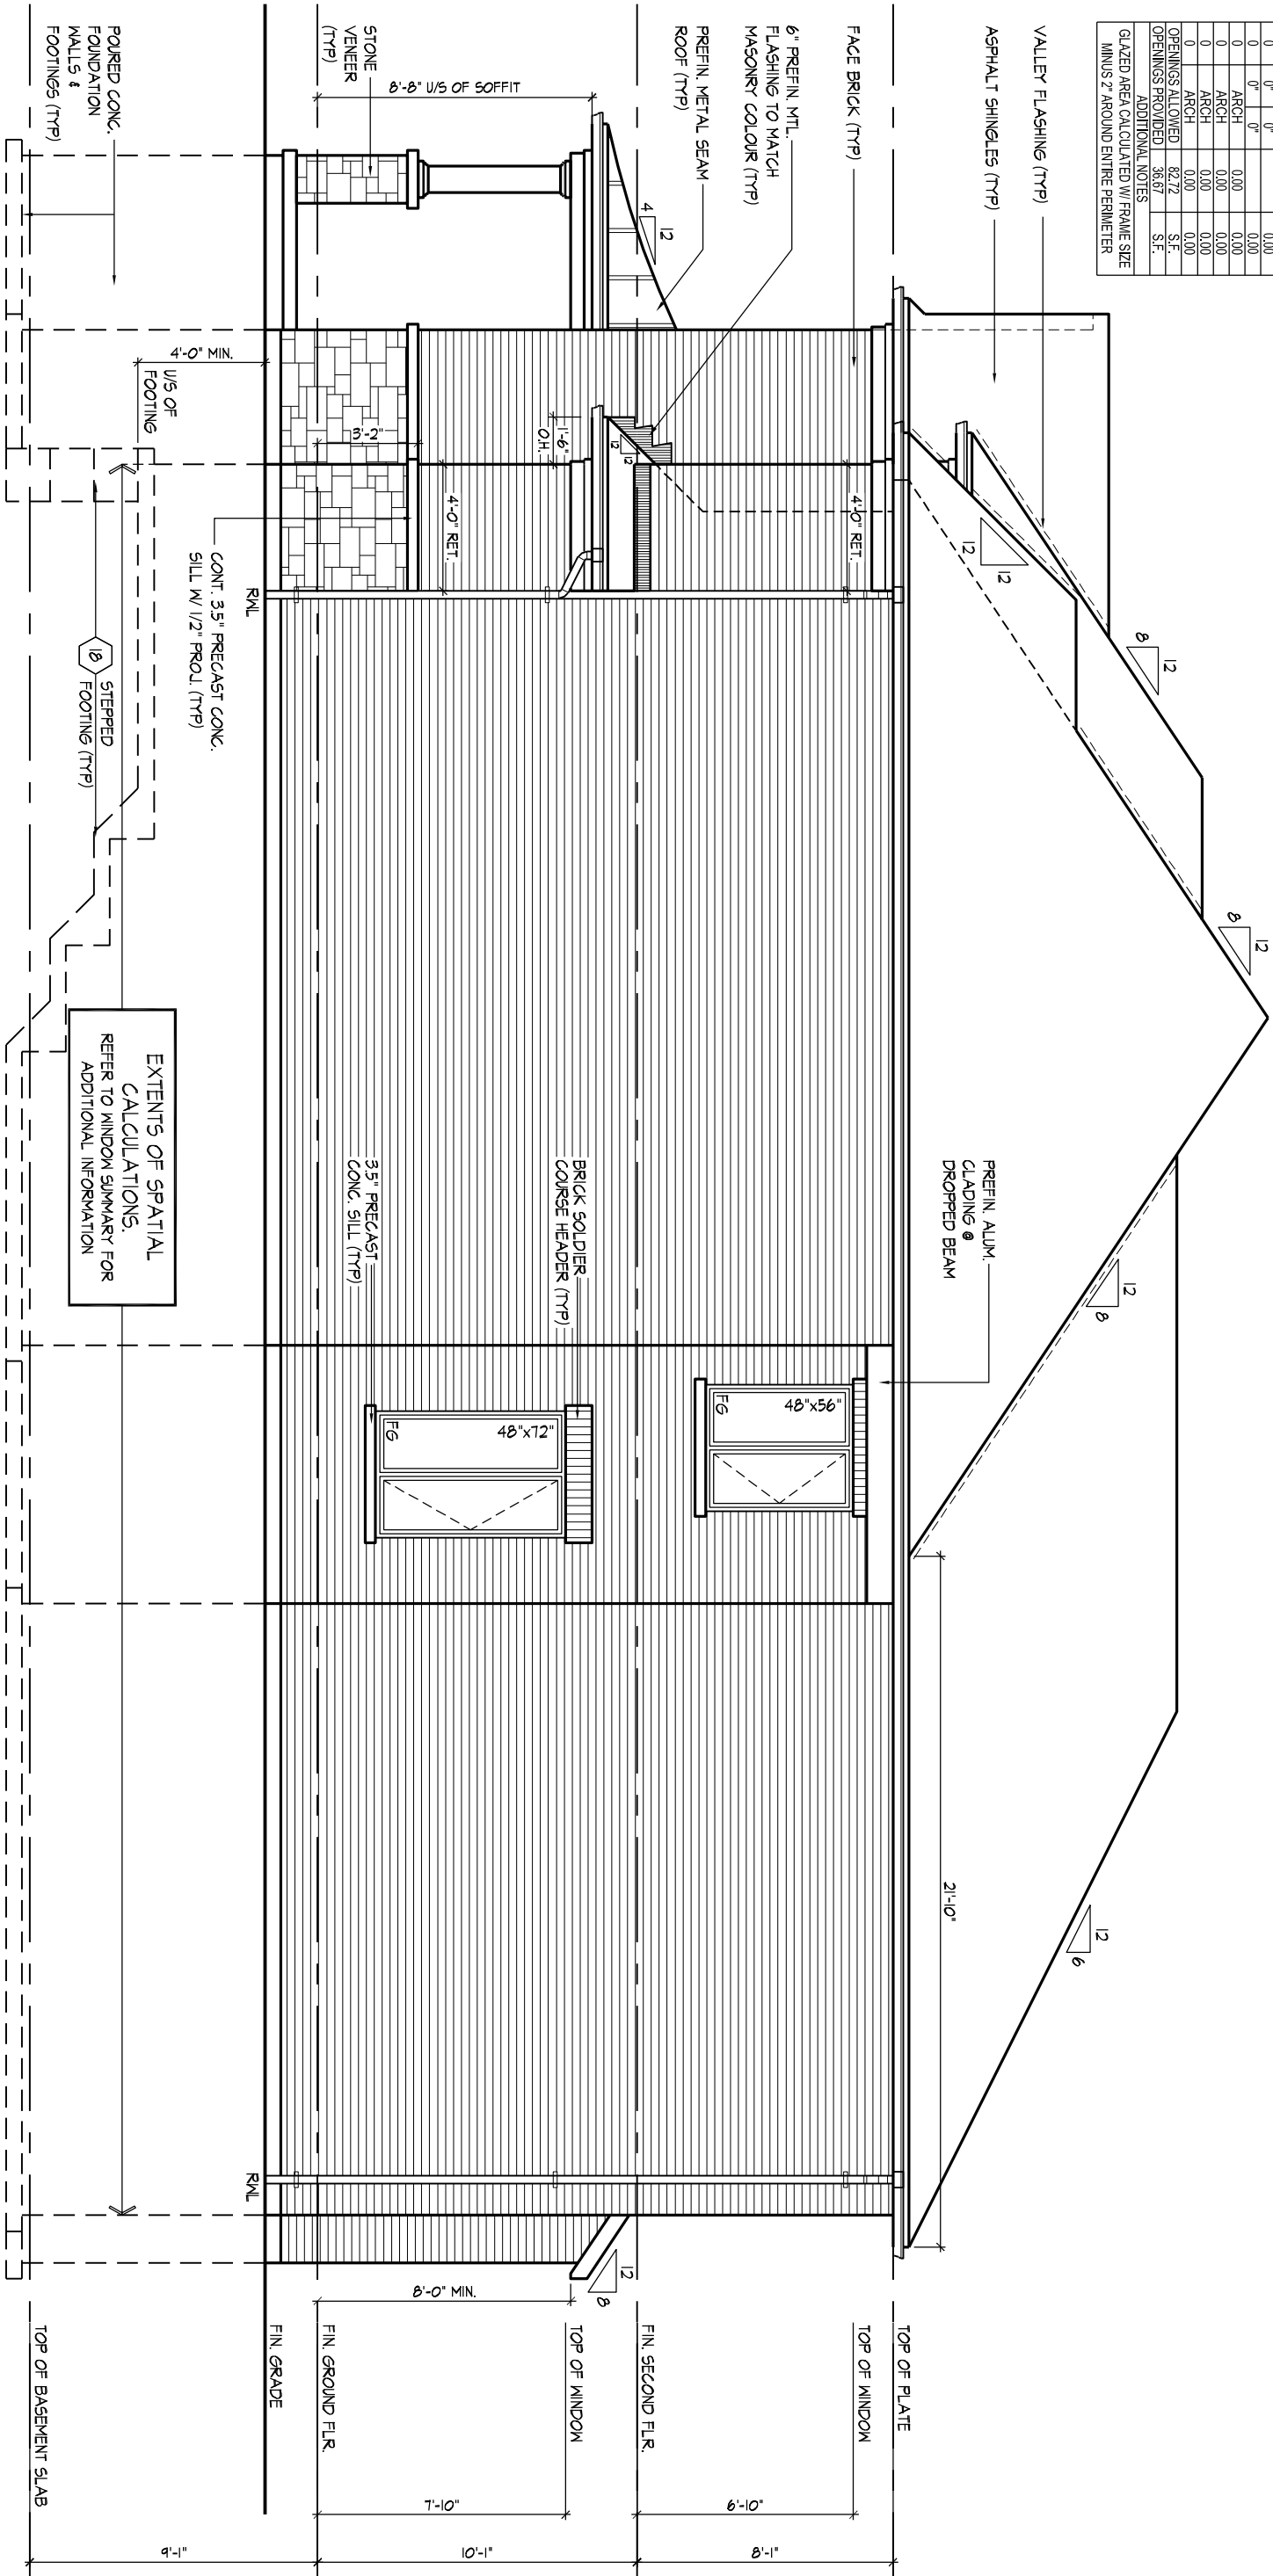 0 0" 0" 0.00
0 0" 0" 0.00
0 ARCH 0.00 0.00
0 ARCH 0.00 0.00
0 ARCH 0.00 0.00
0 ARCH 0.00 0.00
OPENINGS ALLOWED 82.72 S.F.
OPENINGS PROVIDED 36.67 S.F.
ADDITIONAL NOTES
GLAZED AREA CALCULATED W/ FRAME SIZE
MINUS 2" AROUND ENTIRE PERIMETER
VALLEY FLASHING (TYP)
ASPHALT SHINGLES (TYP)
FACE BRICK (TYP)
6" PREFIN. MTL.
FLASHING TO MATCH
MASONRY COLOUR (TYP)
PREFIN. METAL SEAM
ROOF (TYP)
STONE
VENEER
(TYP)
POURED CONC.
FOUNDATION
WALLS &
FOOTINGS (TYP)
8'-8" U/S OF SOFFIT
12
4
12
12
12
12
12
8
12
8
12
8
12
6
12
8
1'-6"
O.H.
3'-2"
4'-0" RET.
4'-0" RET.
4'-0" MIN.
U/S OF
FOOTING
CONT. 3.5" PRECAST CONC.
SILL W/ 1/2" PROJ. (TYP)
RWL
18
STEPPED
FOOTING (TYP)
EXTENTS OF SPATIAL
CALCULATIONS.
REFER TO WINDOW SUMMARY FOR
ADDITIONAL INFORMATION
PREFIN. ALUM.
CLADING @
DROPPED BEAM
BRICK SOLDIER
COURSE HEADER (TYP)
3.5" PRECAST
CONC. SILL (TYP)
48"x56"
FG
48"x72"
FG
21'-10"
RWL
8'-0" MIN.
TOP OF PLATE
TOP OF WINDOW
FIN. SECOND FLR.
TOP OF WINDOW
FIN. GROUND FLR.
FIN. GRADE
TOP OF BASEMENT SLAB
6'-10"
7'-10"
8'-1"
10'-1"
9'-1"